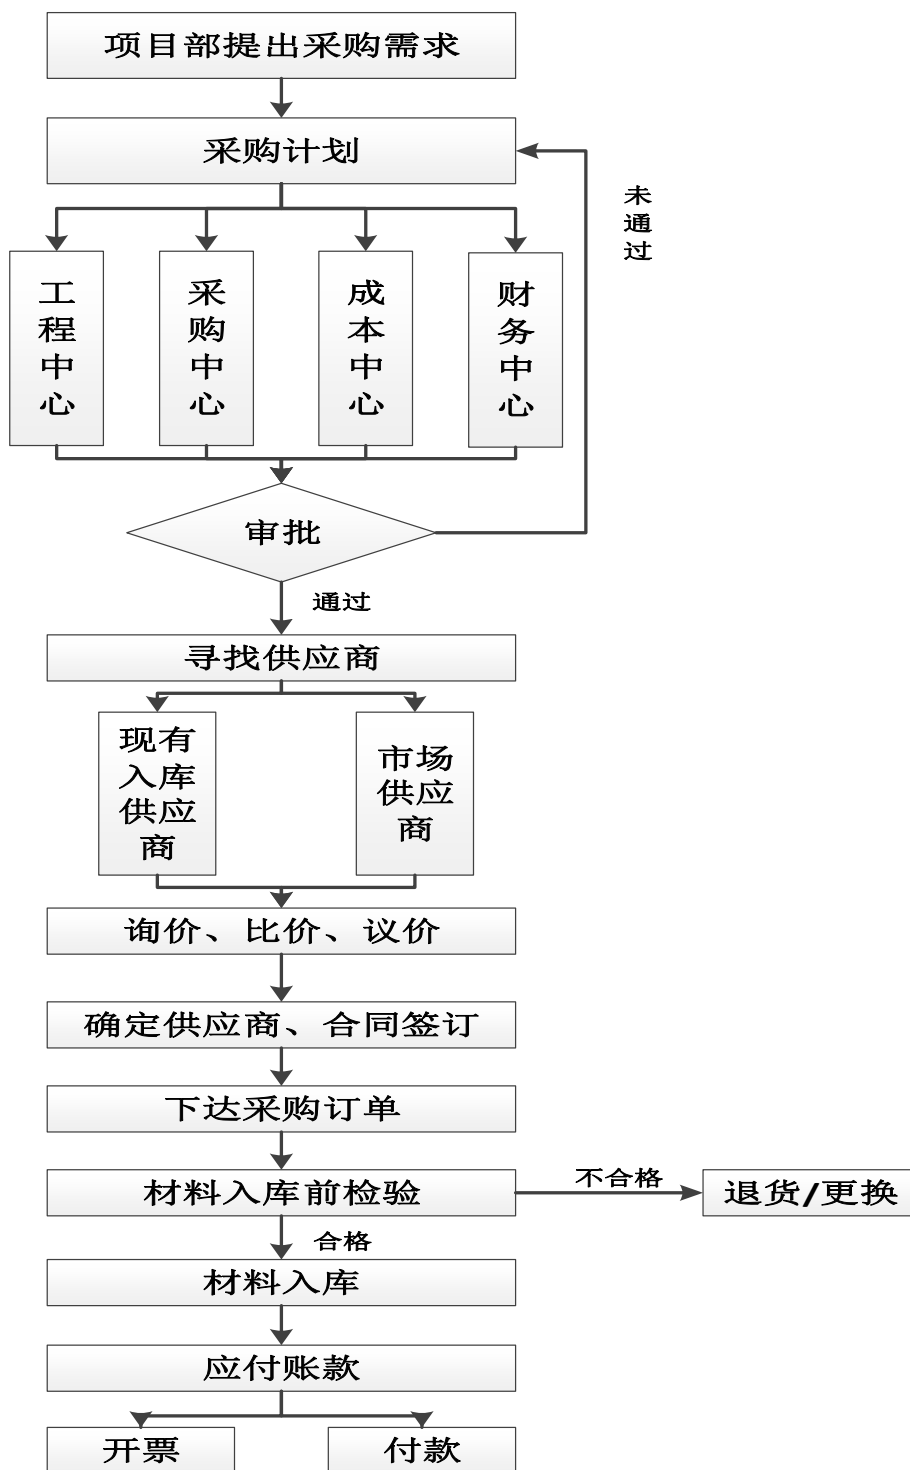 项目部提出采购需求
采购计划
未通过
工程中心
采购中心
成本中心
财务中心
审批
通过
寻找供应商
现有
入库
供应
商
市场
供应
商
询价、比价、议价
确定供应商、合同签订
下达采购订单
材料入库前检验
不合格
退货/更换
合格
材料入库
应付账款
开票
付款